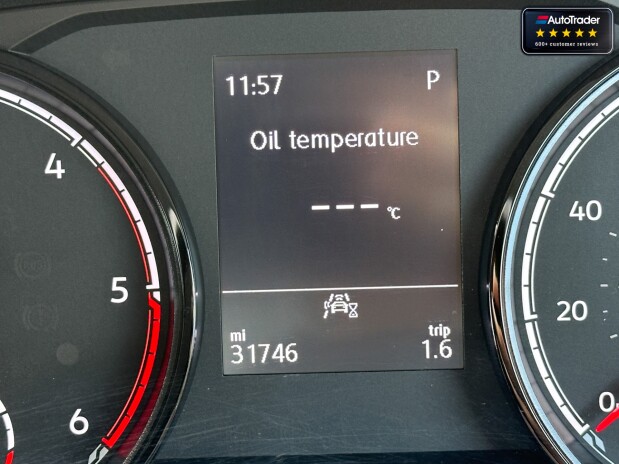 AutoTrader
600+ customer reviews
11:57 P
Oil temperature
--- °C
mi trip
31746 1.6
4
5
6
40
20
0